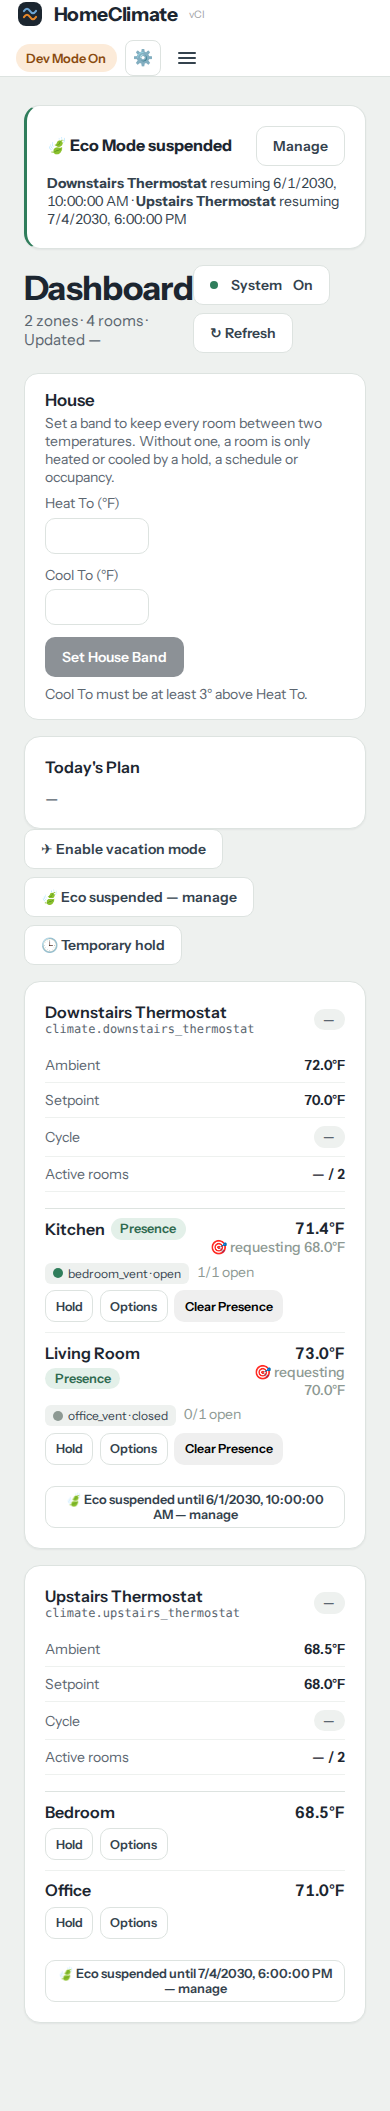 HomeClimate vCI
Dev Mode On
Eco Mode suspended
Manage
Downstairs Thermostat resuming 6/1/2030,
10:00:00 AM · Upstairs Thermostat resuming
7/4/2030, 6:00:00 PM
Dashboard
System On
2 zones · 4 rooms ·
Updated —
↻ Refresh
House
Set a band to keep every room between two
temperatures. Without one, a room is only
heated or cooled by a hold, a schedule or
occupancy.
Heat To (°F)
Cool To (°F)
Set House Band
Cool To must be at least 3° above Heat To.
Today's Plan
—
✈ Enable vacation mode
Eco suspended — manage
🕒 Temporary hold
Downstairs Thermostat
—
climate.downstairs_thermostat
Ambient 72.0°F
Setpoint 70.0°F
Cycle —
Active rooms — / 2
Kitchen Presence 71.4°F
🎯 requesting 68.0°F
bedroom_vent · open 1/1 open
Hold Options Clear Presence
Living Room 73.0°F
Presence
🎯 requesting
70.0°F
office_vent · closed 0/1 open
Hold Options Clear Presence
Eco suspended until 6/1/2030, 10:00:00
AM — manage
Upstairs Thermostat
—
climate.upstairs_thermostat
Ambient 68.5°F
Setpoint 68.0°F
Cycle —
Active rooms — / 2
Bedroom 68.5°F
Hold Options
Office 71.0°F
Hold Options
Eco suspended until 7/4/2030, 6:00:00 PM
— manage